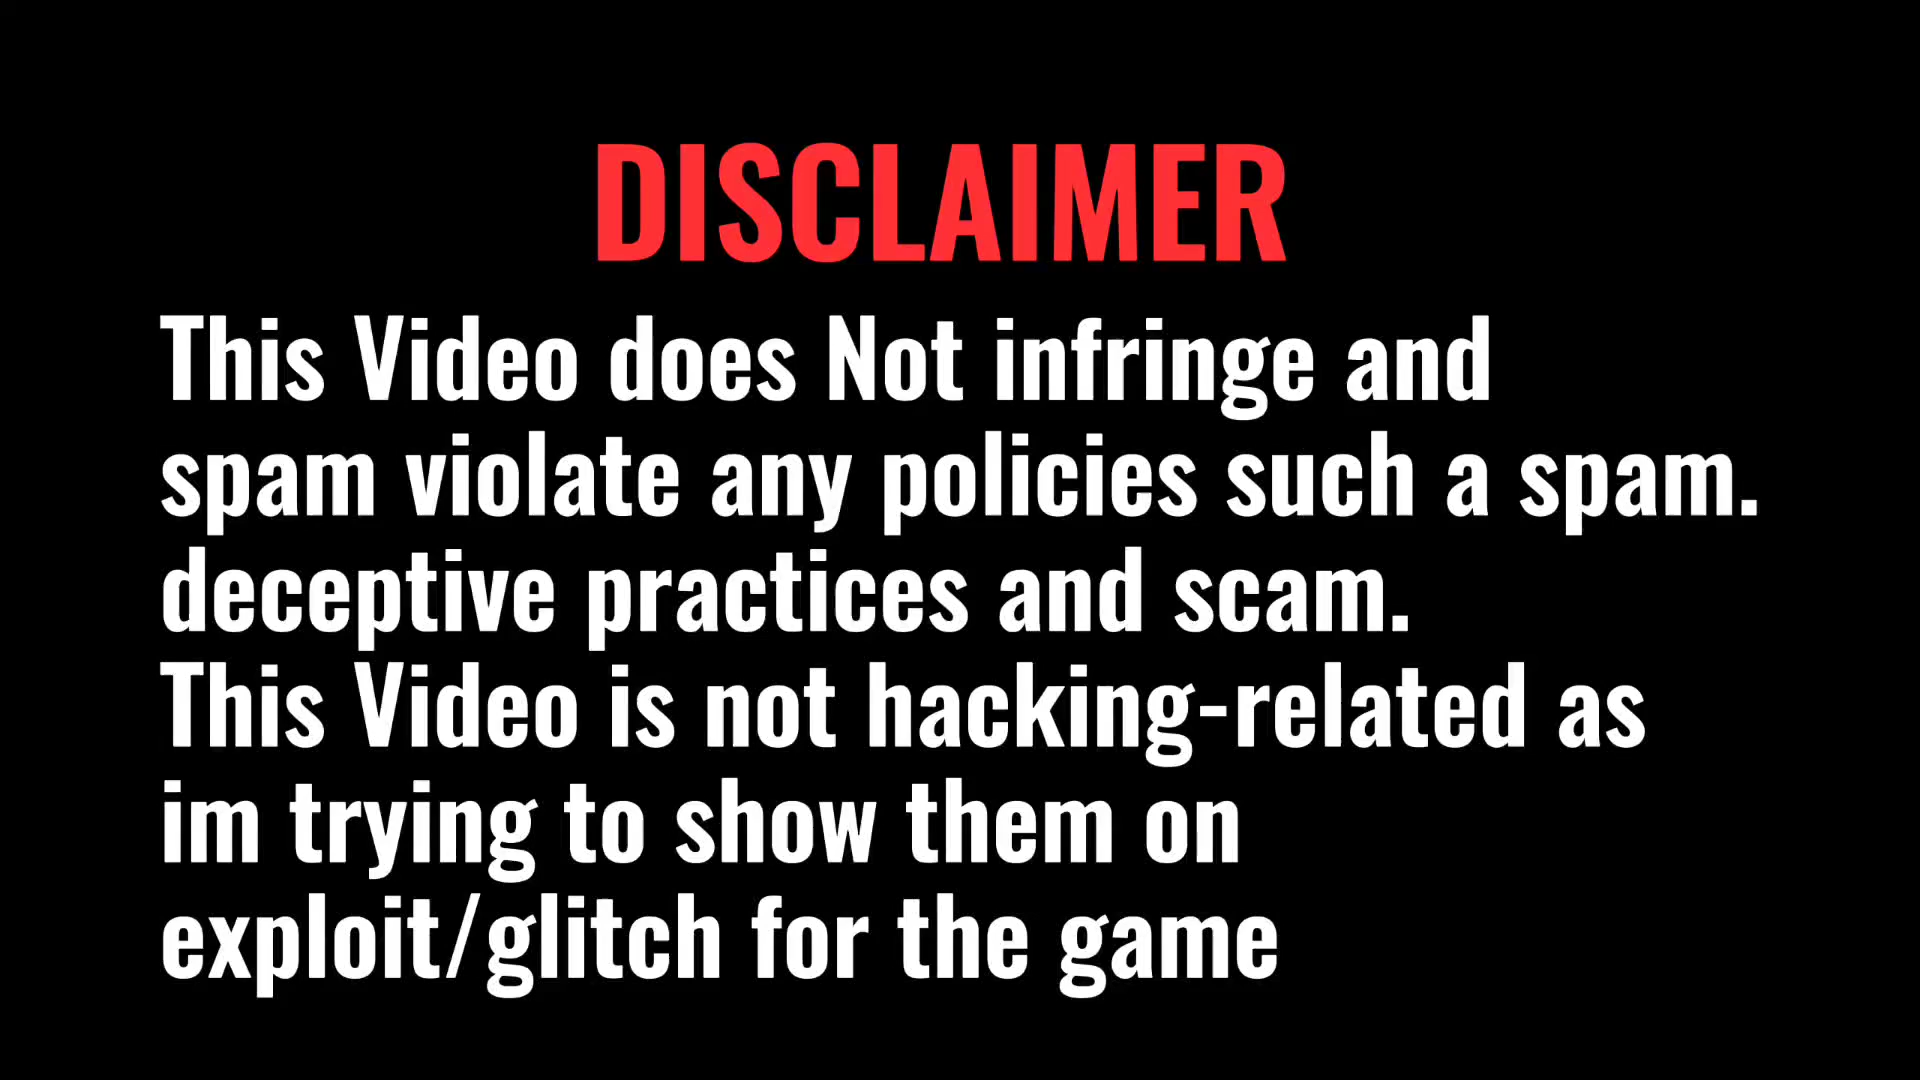 DISCLAIMER
This Video does Not infringe and
spam violate any policies such a spam.
deceptive practices and scam.
This Video is not hacking-related as
im trying to show them on
exploit/glitch for the game